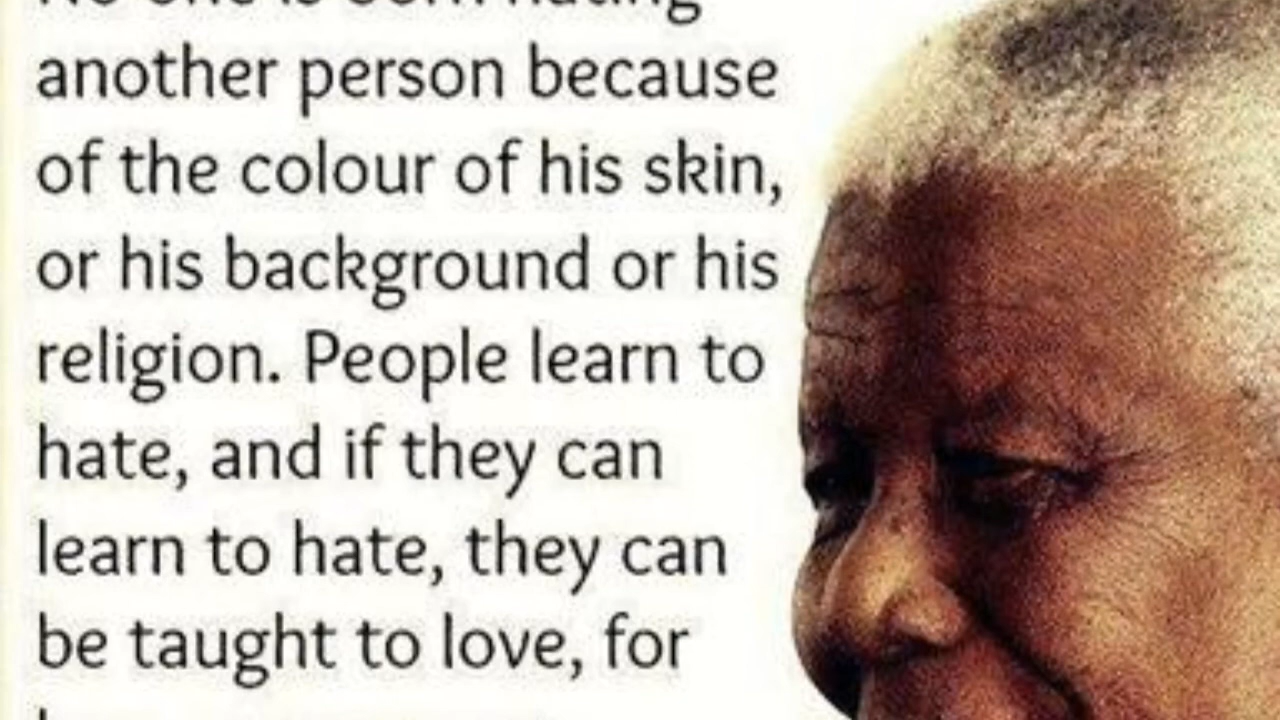 another person because
of the colour of his skin,
or his background or his
religion. People learn to
hate, and if they can
learn to hate, they can
be taught to love, for